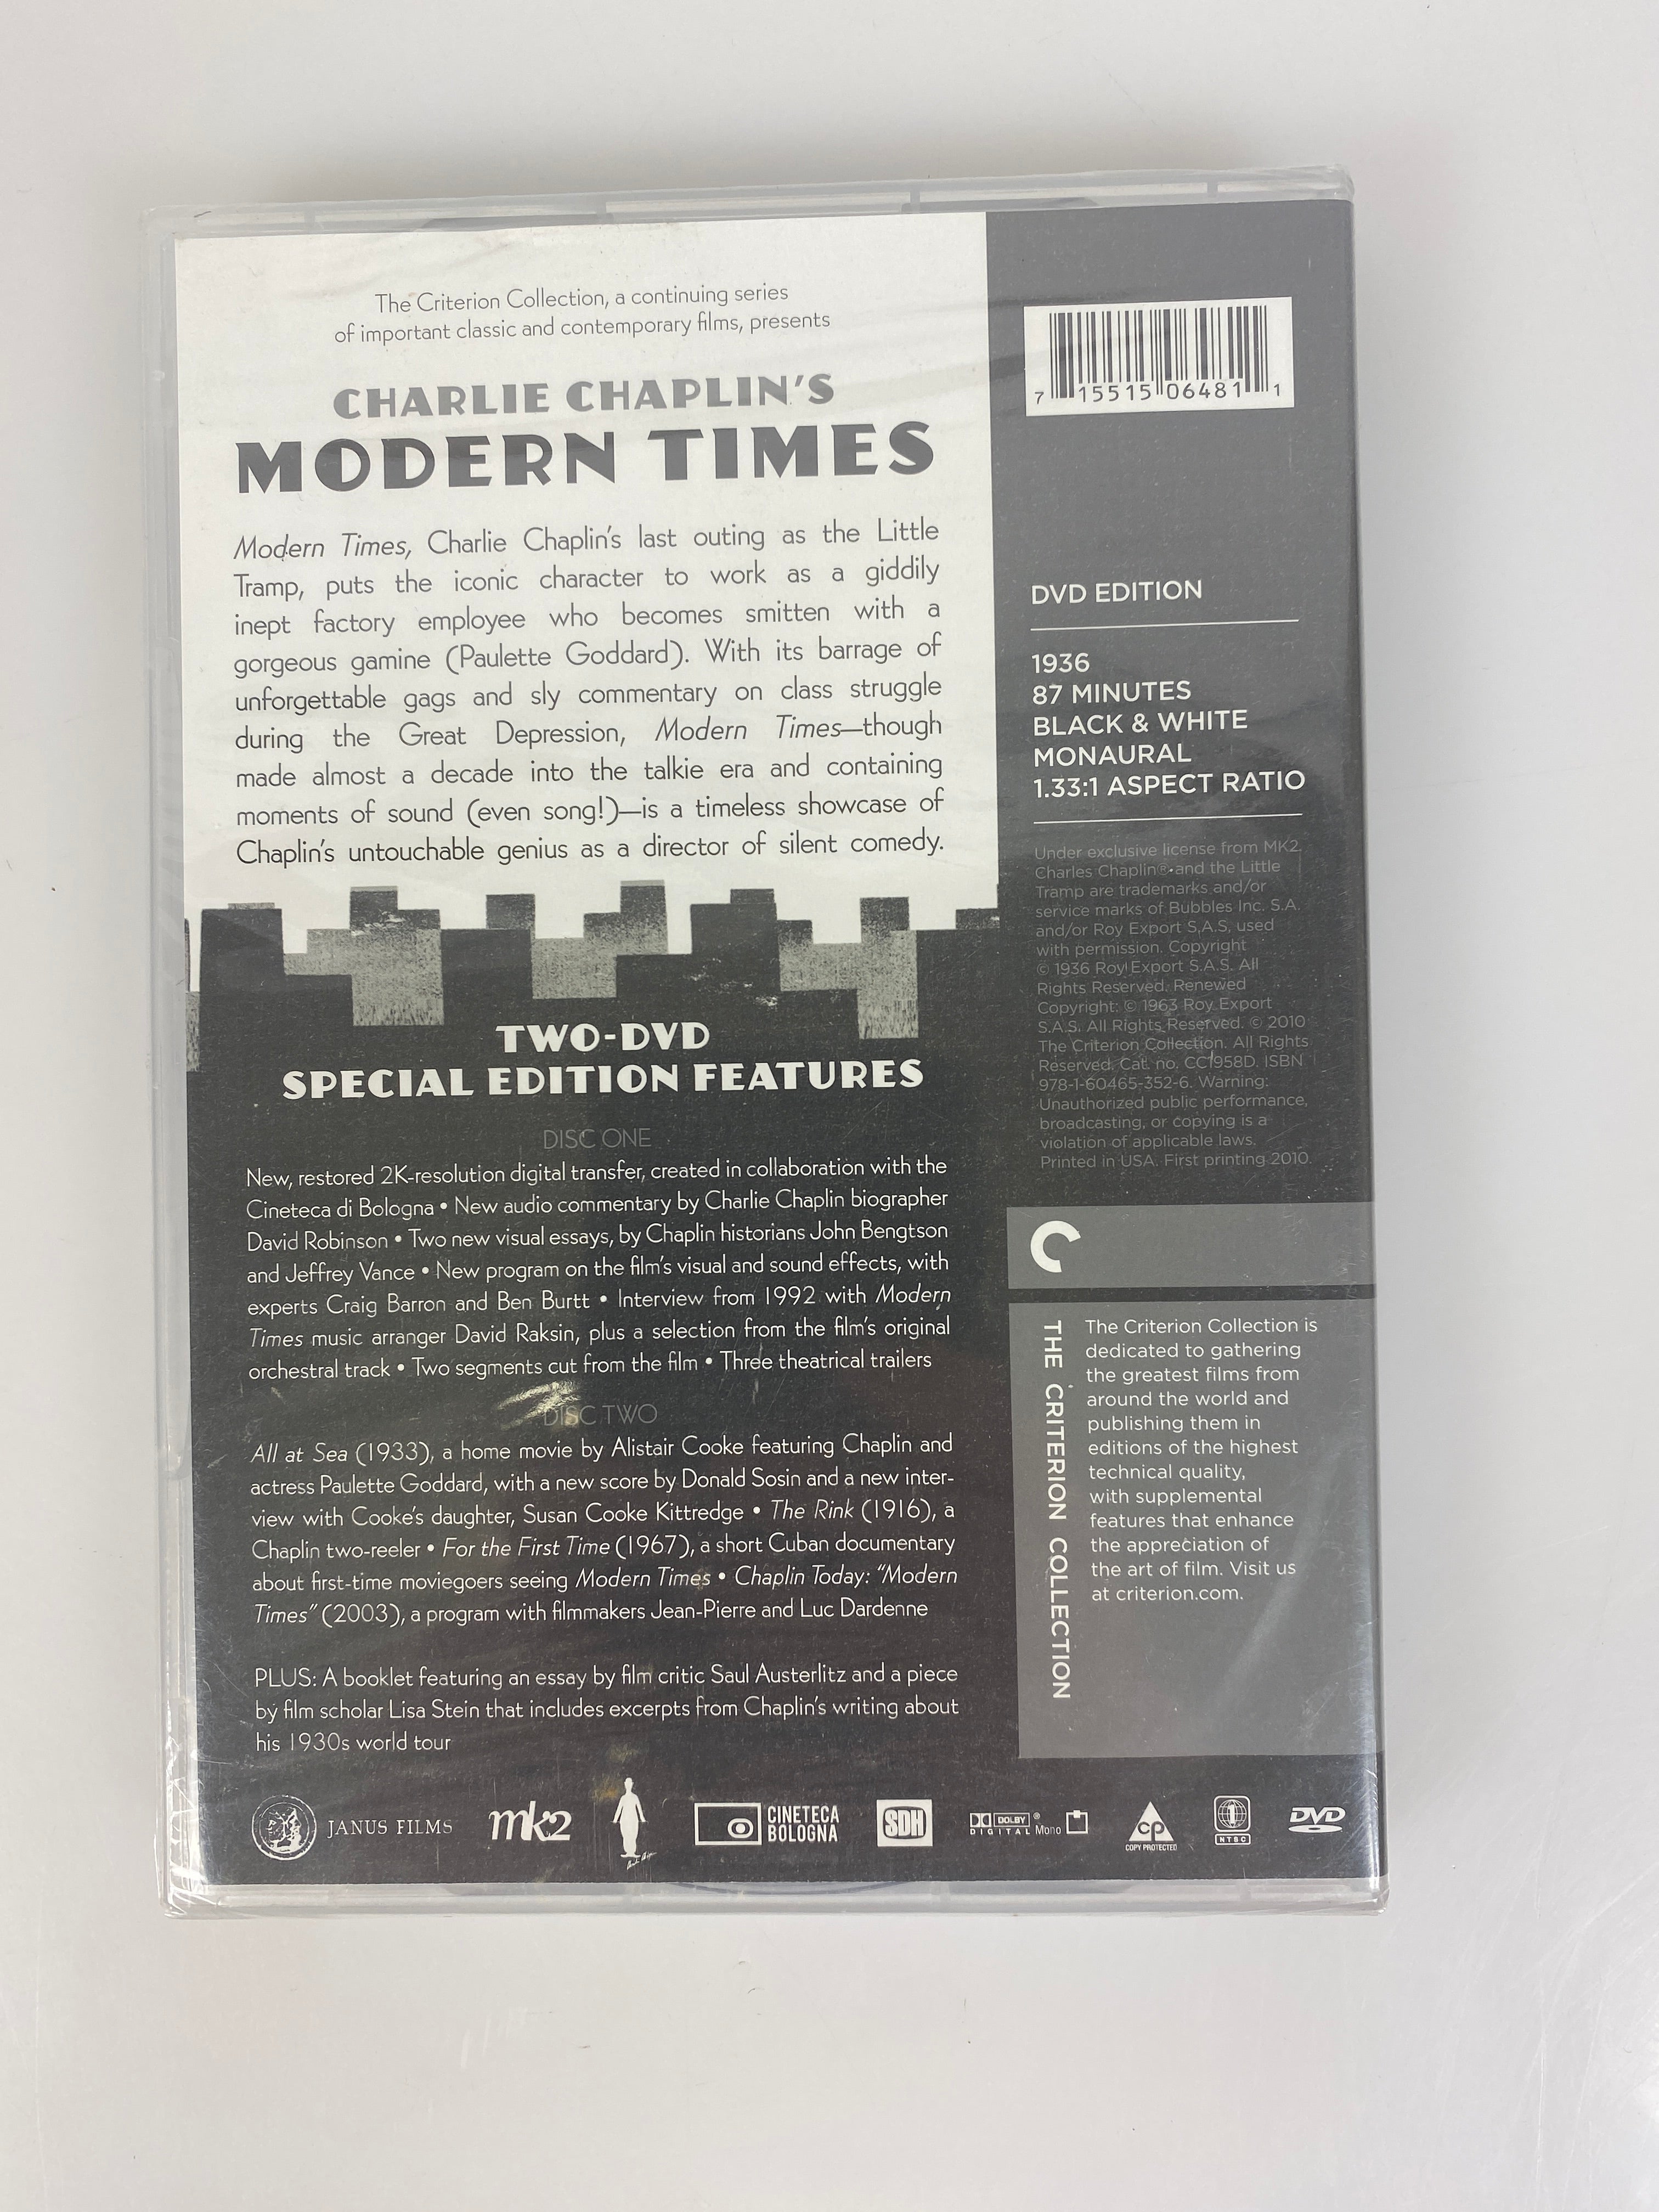 The Criterion Collection, a continuing series
of important classic and contemporary films, presents
CHARLIE CHAPLIN'S
MODERN TIMES
Modern Times, Charlie Chaplin's last outing as the Little
Tramp, puts the iconic character to work as a giddily
inept factory employee who becomes smitten with a
gorgeous gamine (Paulette Goddard). With its barrage of
unforgettable gags and sly commentary on class struggle
during the Great Depression, Modern Times—though
made almost a decade into the talkie era and containing
moments of sound (even song!)—is a timeless showcase of
Chaplin's untouchable genius as a director of silent comedy.
TWO-DVD
SPECIAL EDITION FEATURES
DISC ONE
New, restored 2K-resolution digital transfer, created in collaboration with the
Cineteca di Bologna • New audio commentary by Charlie Chaplin biographer
David Robinson • Two new visual essays, by Chaplin historians John Bengtson
and Jeffrey Vance • New program on the film's visual and sound effects, with
experts Craig Barron and Ben Burtt • Interview from 1992 with Modern
Times music arranger David Raksin, plus a selection from the film's original
orchestral track • Two segments cut from the film • Three theatrical trailers
DISC TWO
All at Sea (1933), a home movie by Alistair Cooke featuring Chaplin and
actress Paulette Goddard, with a new score by Donald Sosin and a new inter-
view with Cooke's daughter, Susan Cooke Kittredge • The Rink (1916), a
Chaplin two-reeler • For the First Time (1967), a short Cuban documentary
about first-time moviegoers seeing Modern Times • Chaplin Today: "Modern
Times" (2003), a program with filmmakers Jean-Pierre and Luc Dardenne
PLUS: A booklet featuring an essay by film critic Saul Austerlitz and a piece
by film scholar Lisa Stein that includes excerpts from Chaplin's writing about
his 1930s world tour
7 15515 06481 1
DVD EDITION
1936
87 MINUTES
BLACK & WHITE
MONAURAL
1.33:1 ASPECT RATIO
Under exclusive license from MK2.
Charles Chaplin® and the Little
Tramp are trademarks and/or
service marks of Bubbles Inc. S.A.
and/or Roy Export S.A.S, used
with permission. Copyright
© 1936 Roy Export S.A.S. All
Rights Reserved. Renewed
Copyright: © 1963 Roy Export
S.A.S. All Rights Reserved. © 2010
The Criterion Collection. All Rights
Reserved. Cat. no. CC1958D. ISBN
978-1-60465-352-6. Warning:
Unauthorized public performance,
broadcasting, or copying is a
violation of applicable laws.
Printed in USA. First printing 2010.
THE CRITERION COLLECTION
The Criterion Collection is
dedicated to gathering
the greatest films from
around the world and
publishing them in
editions of the highest
technical quality,
with supplemental
features that enhance
the appreciation of
the art of film. Visit us
at criterion.com.
JANUS FILMS
mk2
CINETECA
BOLOGNA
SDH
DOLBY®
DIGITAL Mono
cp
COPY PROTECTED
1
NTSC
DVD